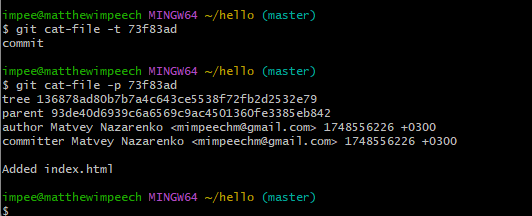 impee@matthewimpeech MINGW64 ~/hello (master)
$ git cat-file -t 73f83ad
commit
impee@matthewimpeech MINGW64 ~/hello (master)
$ git cat-file -p 73f83ad
tree 136878ad80b7b7a4c643ce5538f72fb2d2532e79
parent 93de40d6939c6a6569c9ac4501360fe3385eb842
author Matvey Nazarenko <mimpeechm@gmail.com> 1748556226 +0300
committer Matvey Nazarenko <mimpeechm@gmail.com> 1748556226 +0300
Added index.html
impee@matthewimpeech MINGW64 ~/hello (master)
$